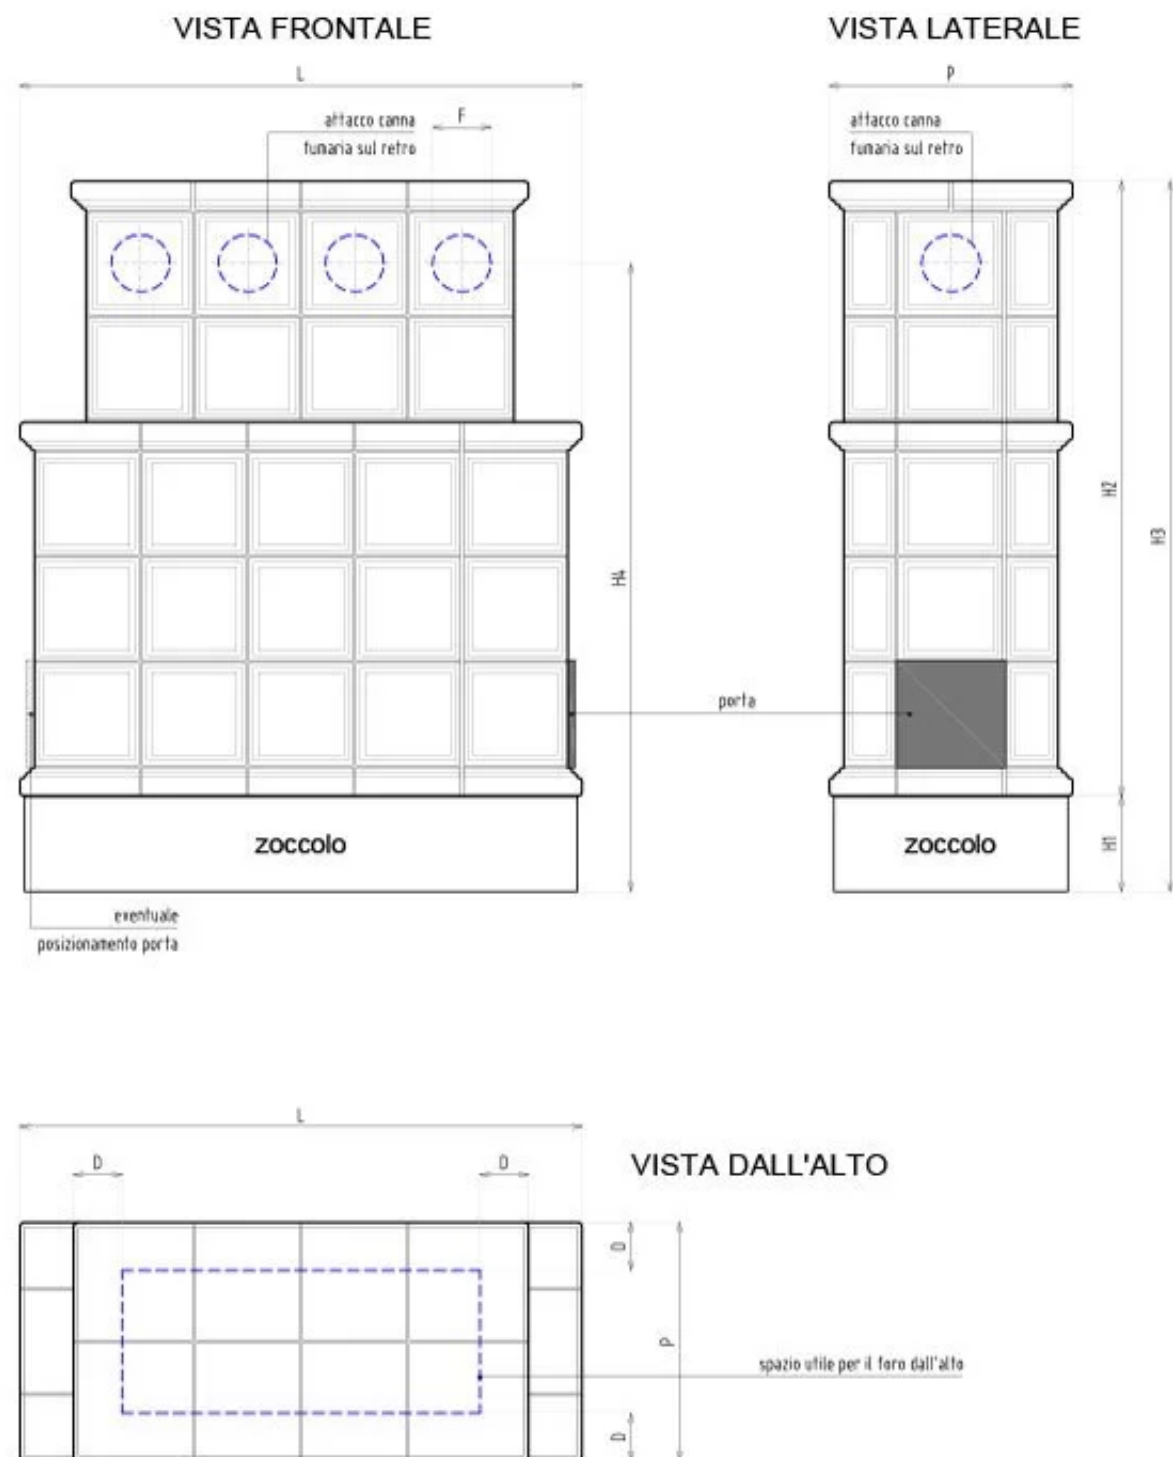 VISTA FRONTALE
VISTA LATERALE
L
P
attacco canna
fumaria sul retro
F
attacco canna
fumaria sul retro
H4
H2
H3
porta
zoccolo
zoccolo
H1
eventuale
posizionamento porta
L
D
D
VISTA DALL'ALTO
D
P
spazio utile per il foro dall'alto
D